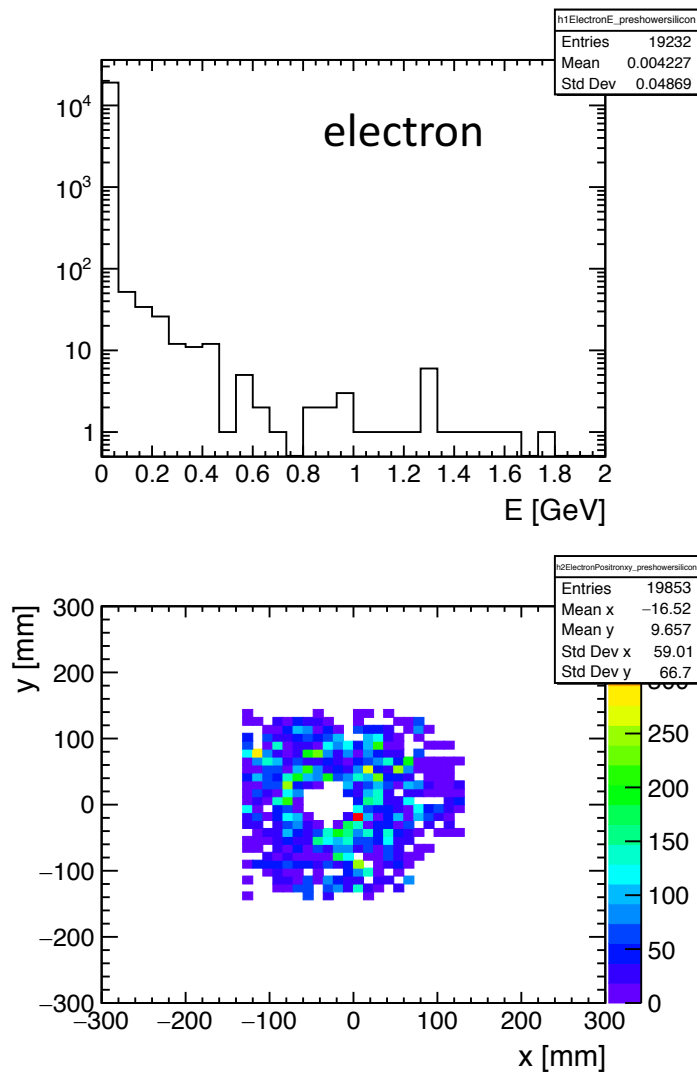 h1ElectronE_preshowersilicon
Entries 19232
Mean 0.004227
Std Dev 0.04869
electron
10⁴
10³
10²
10
1
0 0.2 0.4 0.6 0.8 1 1.2 1.4 1.6 1.8 2
E [GeV]
h2ElectronPositronxy_preshowersilicon
Entries 19853
Mean x −16.52
Mean y 9.657
Std Dev x 59.01
Std Dev y 66.7
y [mm]
300
200
100
0
−100
−200
−300
−300 −200 −100 0 100 200 300
x [mm]
250
200
150
100
50
0